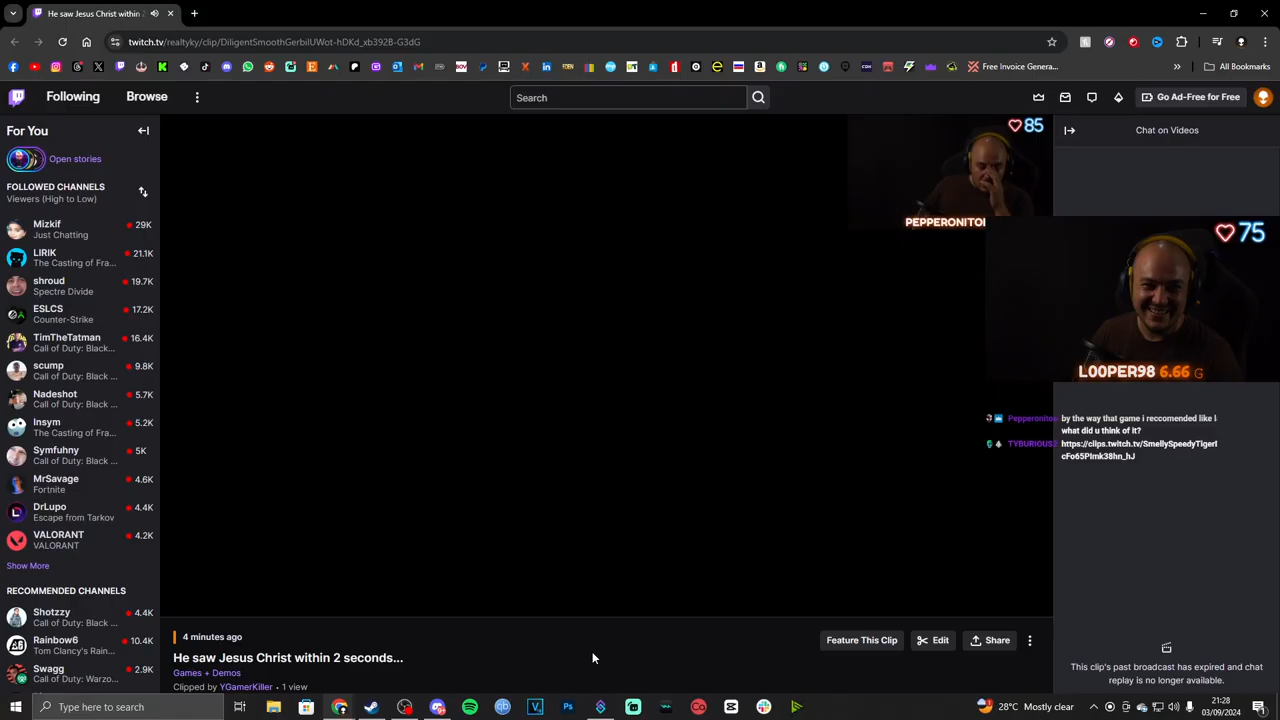 He saw Jesus Christ within 2
twitch.tv/realtyky/clip/DiligentSmoothGerbilUWot-hDKd_xb392B-G3dG
Free Invoice Genera...
All Bookmarks
Following
Browse
Search
Go Ad-Free for Free
For You
Open stories
FOLLOWED CHANNELS
Viewers (High to Low)
Mizkif
29K
Just Chatting
LIRIK
21.1K
The Casting of Fra...
shroud
19.7K
Spectre Divide
ESLCS
17.2K
Counter-Strike
TimTheTatman
16.4K
Call of Duty: Black...
scump
9.8K
Call of Duty: Black ...
Nadeshot
5.7K
Call of Duty: Black ...
Insym
5.2K
The Casting of Fra...
Symfuhny
5K
Call of Duty: Black ...
MrSavage
4.6K
Fortnite
DrLupo
4.4K
Escape from Tarkov
VALORANT
4.2K
VALORANT
Show More
RECOMMENDED CHANNELS
Shotzzy
4.4K
Call of Duty: Black ...
Rainbow6
10.4K
Tom Clancy's Rain...
Swagg
2.9K
Call of Duty: Warzo...
85
PEPPERONITO
Chat on Videos
75
L00PER98 6.66 G
Pepperonito
by the way that game i reccomended like l
what did u think of it?
TYBURIOUS2
https://clips.twitch.tv/SmellySpeedyTigerI
cFo65PImk38hn_hJ
This clip's past broadcast has expired and chat
replay is no longer available.
4 minutes ago
Feature This Clip
Edit
Share
He saw Jesus Christ within 2 seconds...
Games + Demos
Clipped by YGamerKiller • 1 view
Type here to search
28°C Mostly clear
21:28
03/09/2024